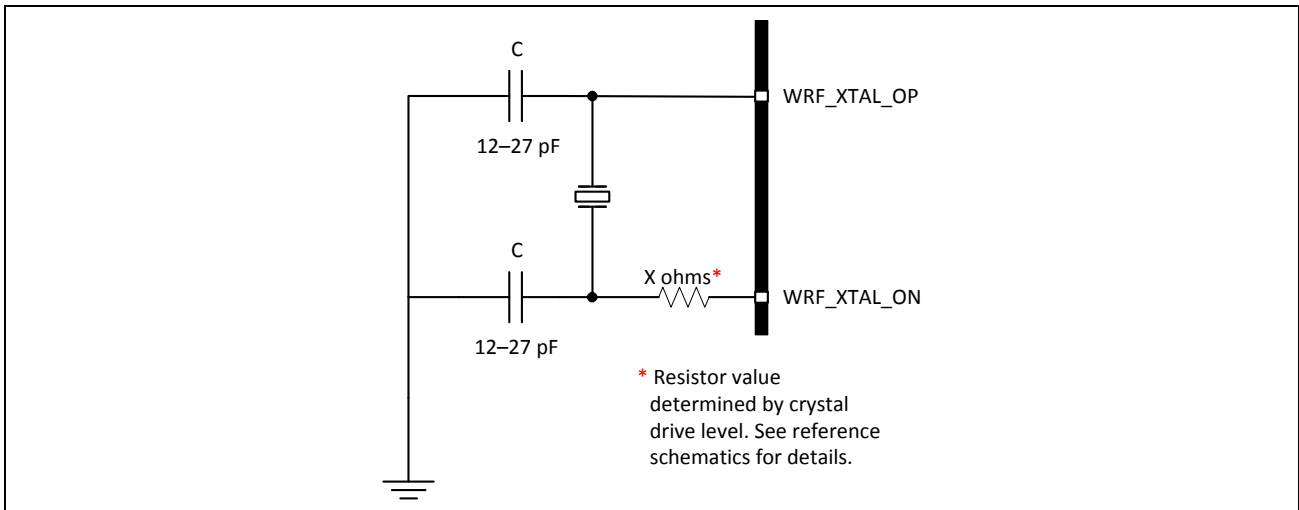 C
WRF_XTAL_OP
12–27 pF
C
X ohms*
WRF_XTAL_ON
12–27 pF
* Resistor value
determined by crystal
drive level. See reference
schematics for details.